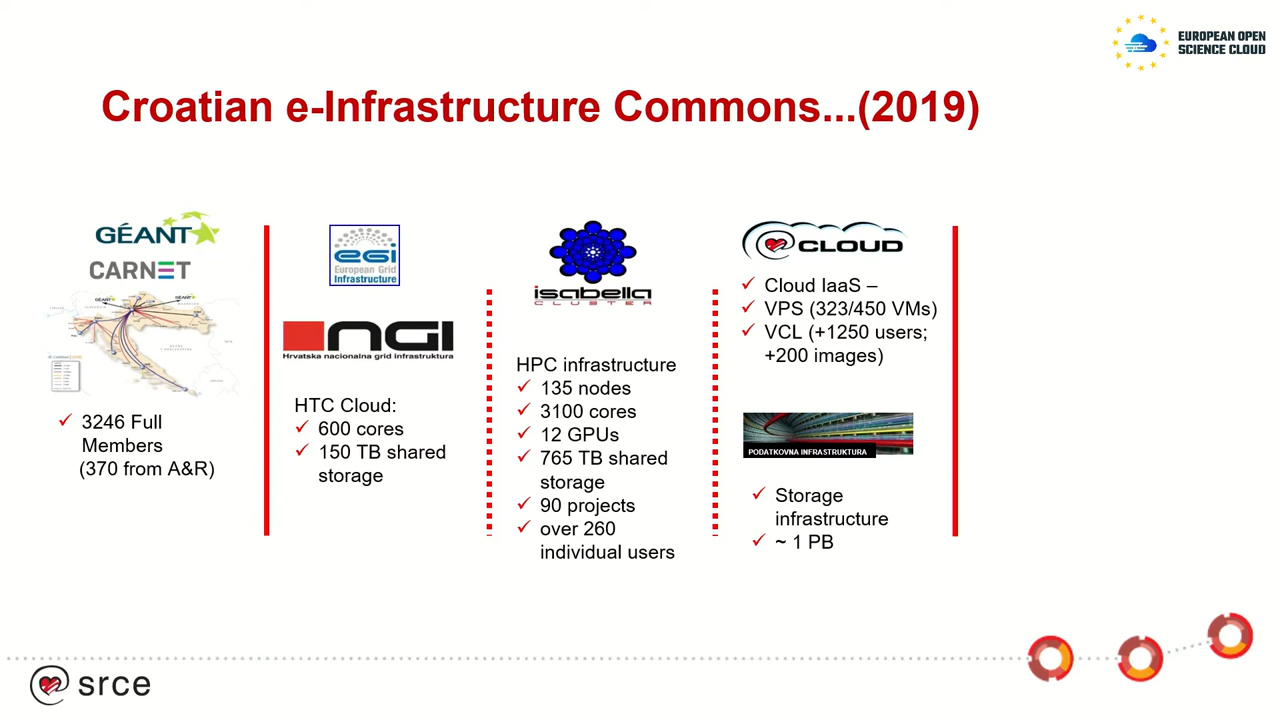 EUROPEAN OPEN
SCIENCE CLOUD
Croatian e-Infrastructure Commons...(2019)
GÉANT
CARNET
GÉANT
GÉANT
3246 Full
Members
(370 from A&R)
egi
European Grid
Infrastructure
NGI
Hrvatska nacionalna grid infrastruktura
HTC Cloud:
600 cores
150 TB shared
storage
isabella
CLUSTER
HPC infrastructure
135 nodes
3100 cores
12 GPUs
765 TB shared
storage
90 projects
over 260
individual users
CLOUD
Cloud IaaS –
VPS (323/450 VMs)
VCL (+1250 users;
+200 images)
PODATKOVNA INFRASTRUKTURA
Storage
infrastructure
~ 1 PB
srce